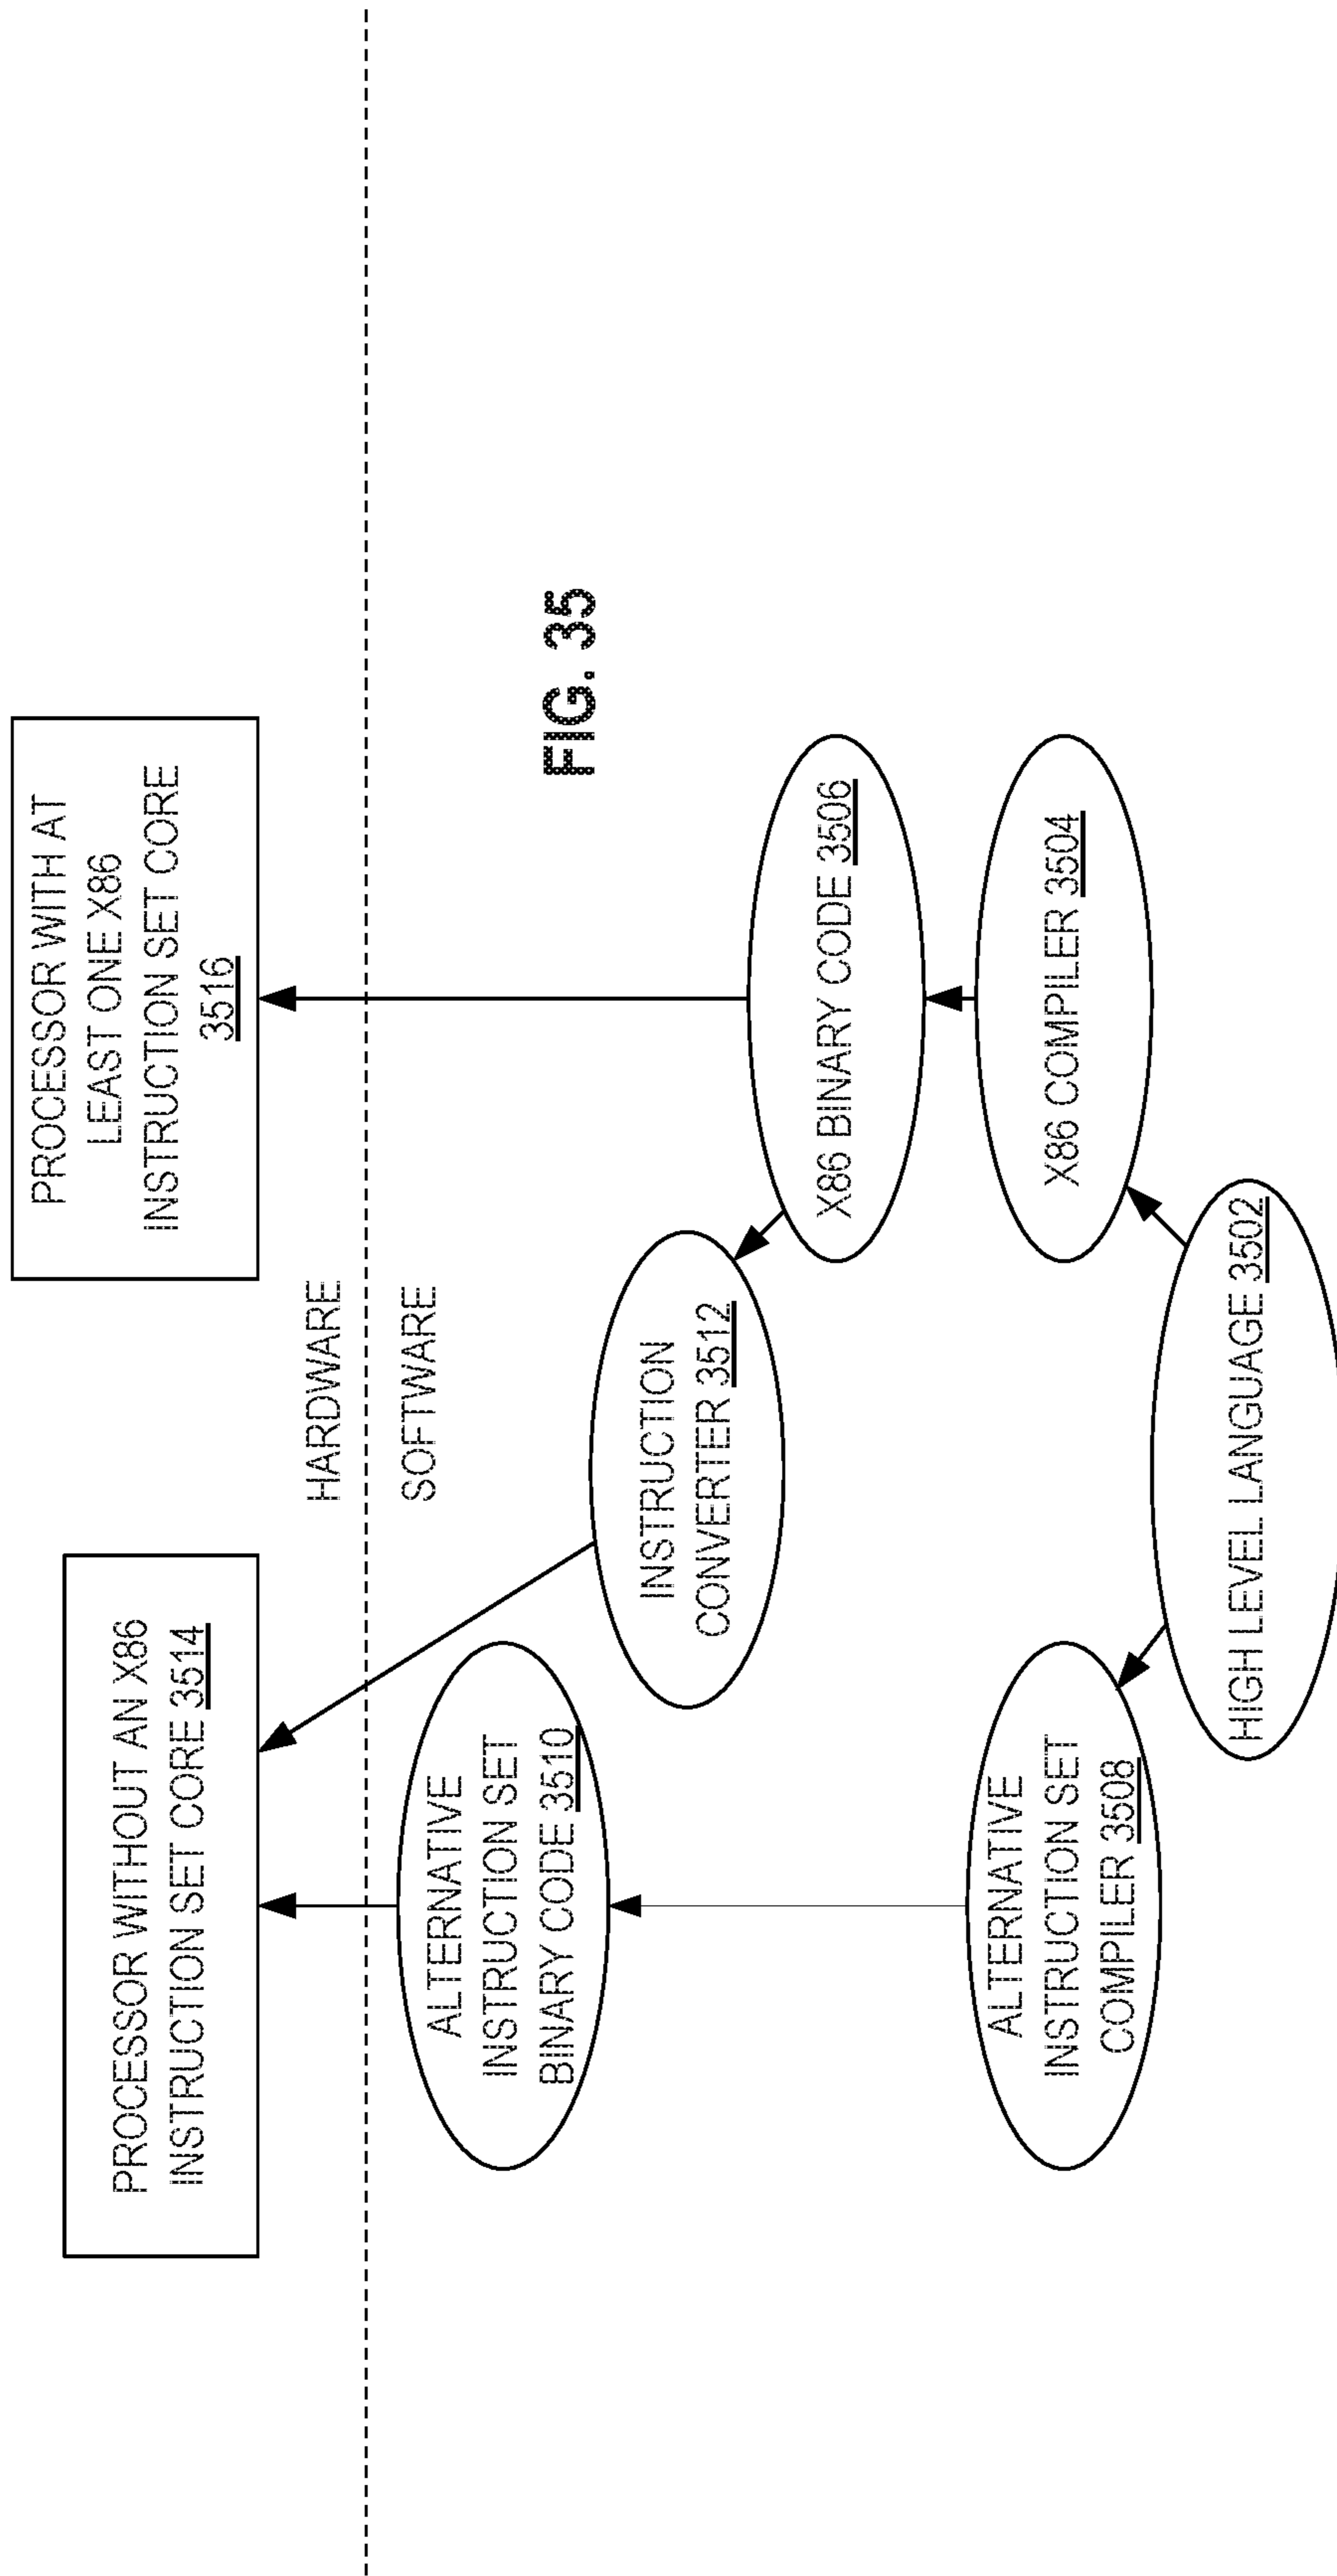 PROCESSOR WITHOUT AN X86
INSTRUCTION SET CORE 3514
PROCESSOR WITH AT
LEAST ONE X86
INSTRUCTION SET CORE
3516
HARDWARE
SOFTWARE
ALTERNATIVE
INSTRUCTION SET
BINARY CODE 3510
INSTRUCTION
CONVERTER 3512
FIG. 35
X86 BINARY CODE 3506
ALTERNATIVE
INSTRUCTION SET
COMPILER 3508
X86 COMPILER 3504
HIGH LEVEL LANGUAGE 3502